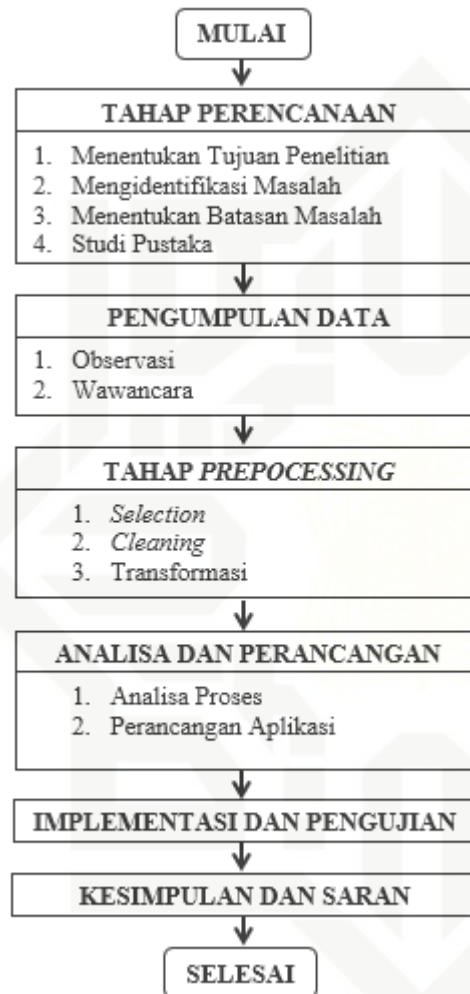 MULAI
TAHAP PERENCANAAN
1. Menentukan Tujuan Penelitian
2. Mengidentifikasi Masalah
3. Menentukan Batasan Masalah
4. Studi Pustaka
PENGUMPULAN DATA
1. Observasi
2. Wawancara
TAHAP PREPOCESSING
1. Selection
2. Cleaning
3. Transformasi
ANALISA DAN PERANCANGAN
1. Analisa Proses
2. Perancangan Aplikasi
IMPLEMENTASI DAN PENGUJIAN
KESIMPULAN DAN SARAN
SELESAI